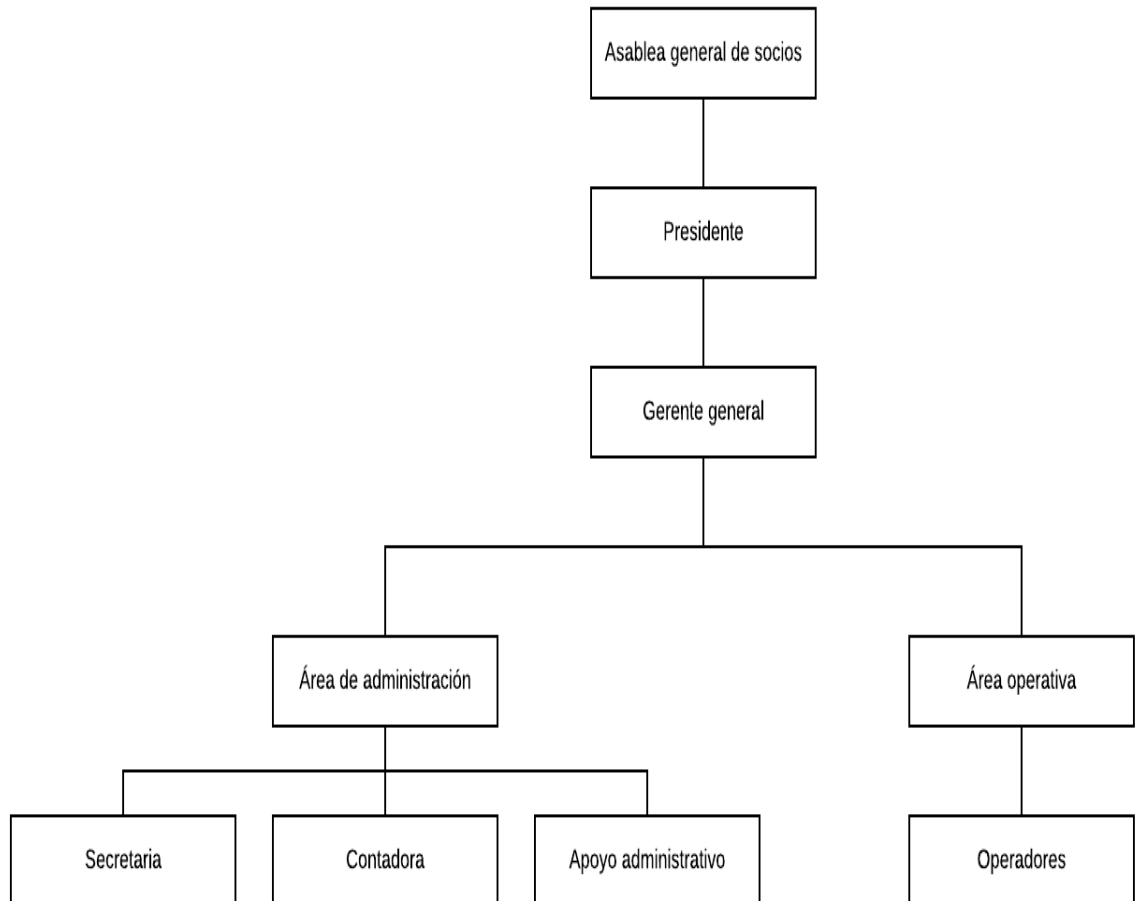 Asablea general de socios
Presidente
Gerente general
Área de administración
Área operativa
Secretaria
Contadora
Apoyo administrativo
Operadores